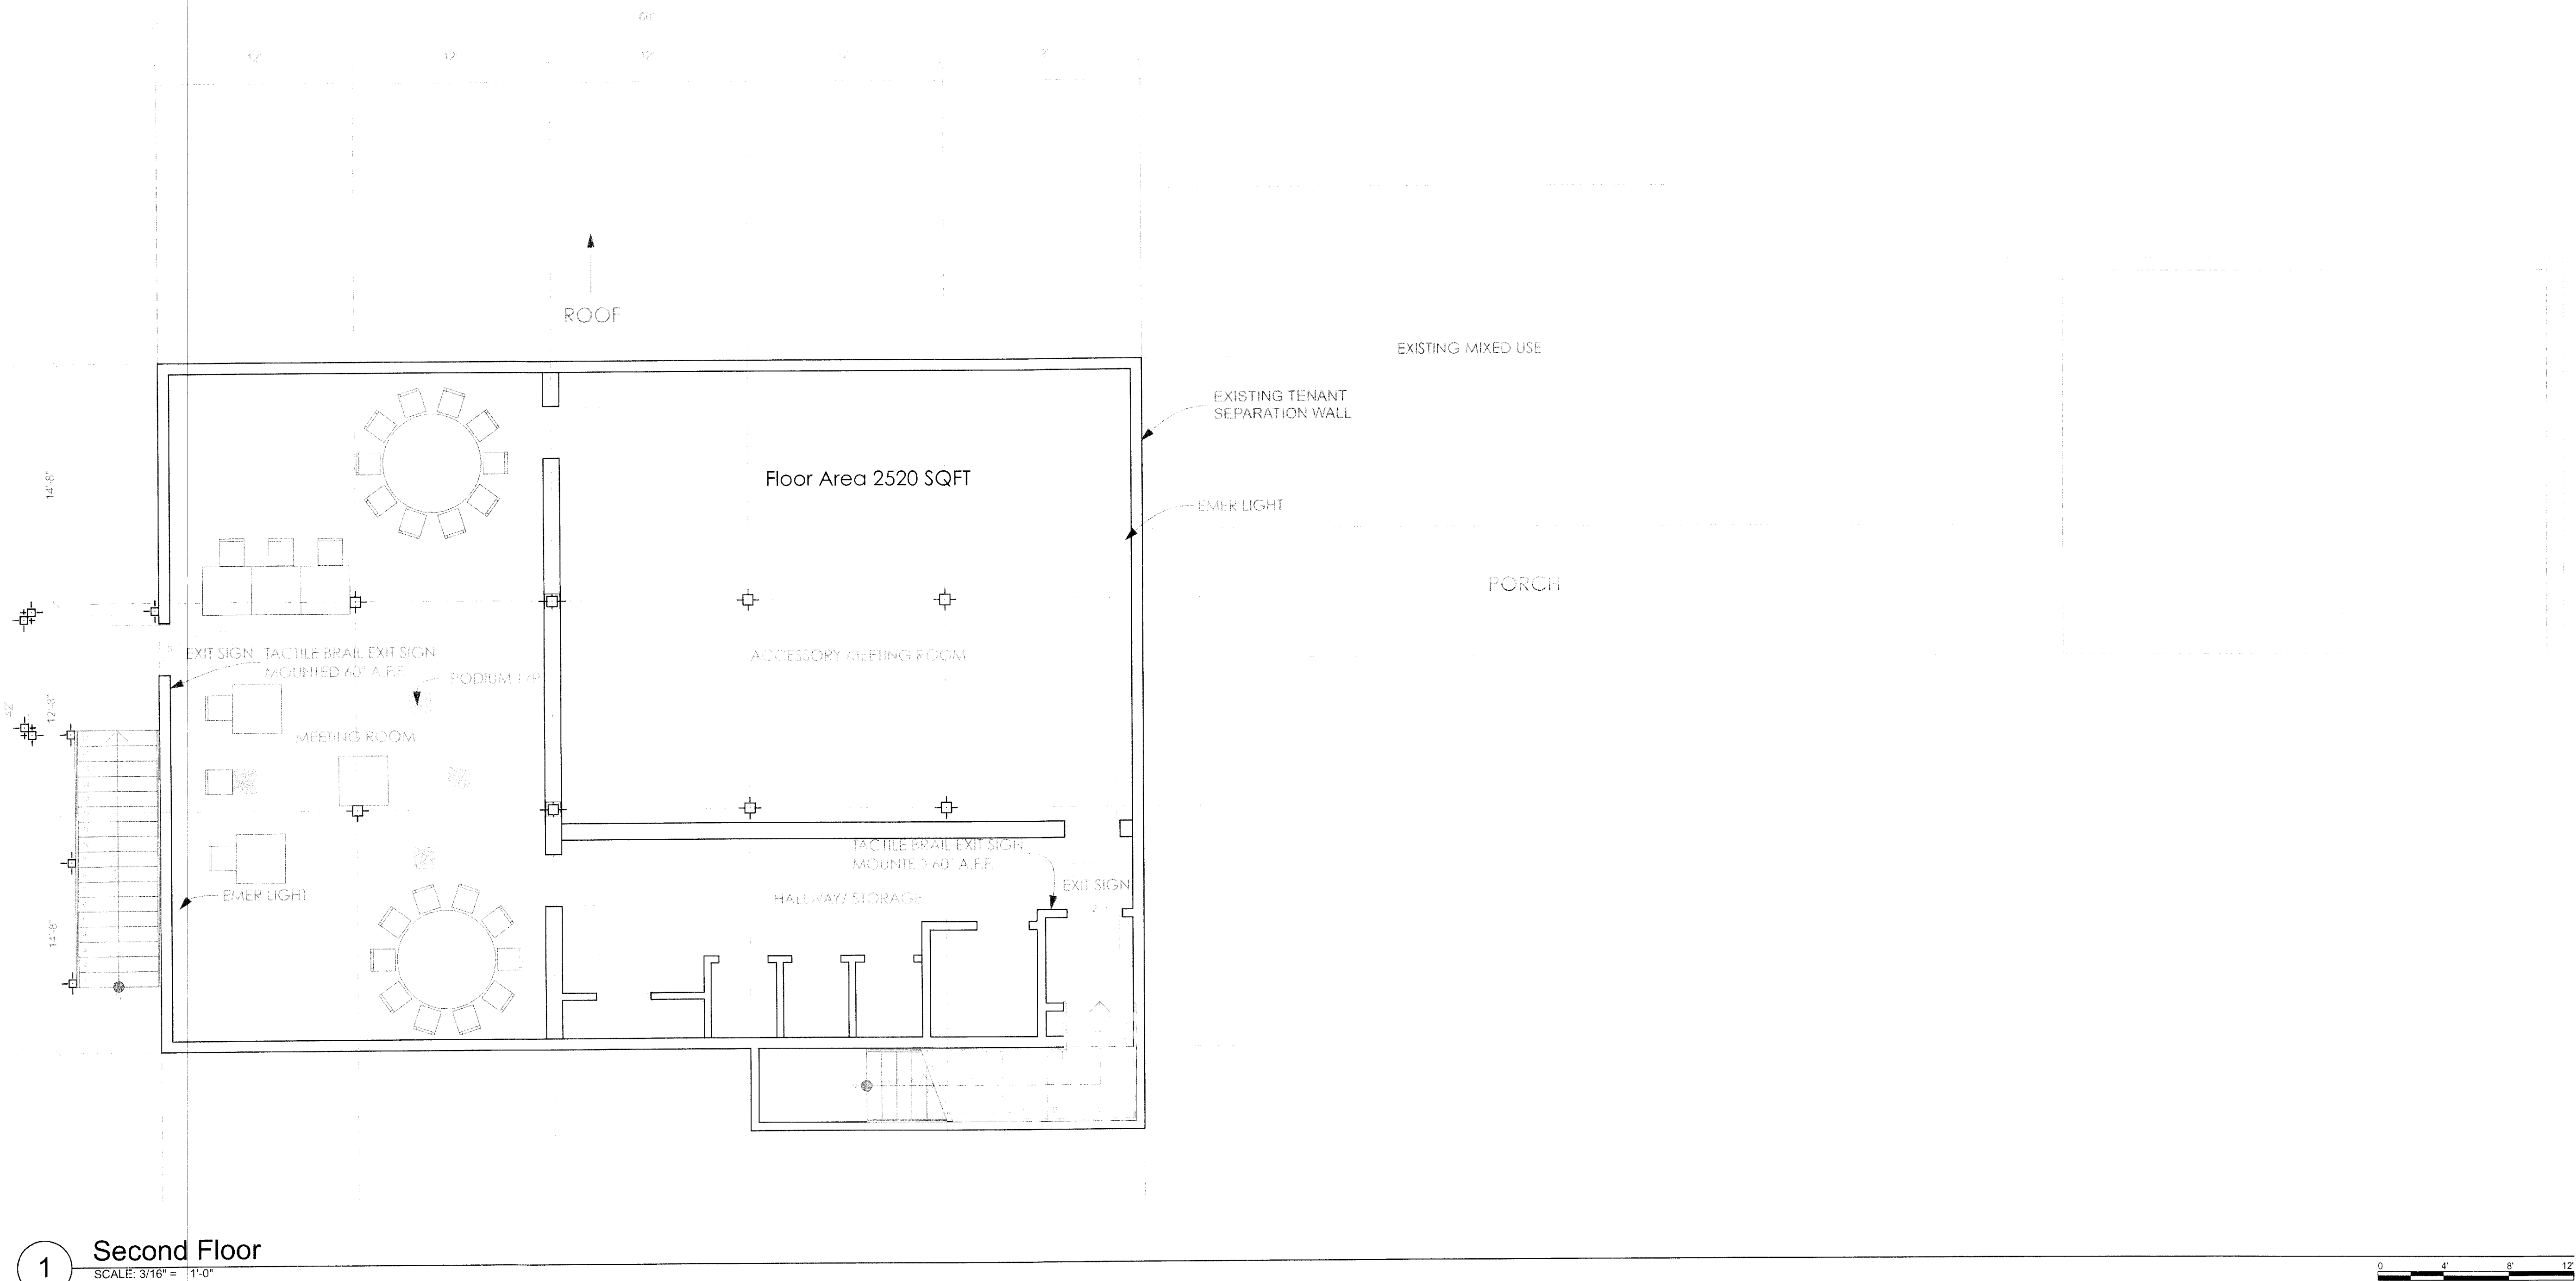 60'
12'
12'
12'
12'
ROOF
EXISTING MIXED USE
EXISTING TENANT
SEPARATION WALL
14'-8"
Floor Area 2520 SQFT
EMER LIGHT
PORCH
3
EXIT SIGN
TACTILE BRAIL EXIT SIGN
MOUNTED 60" A.F.F.
ACCESSORY MEETING ROOM
PODIUM TYP
42'
12'-8"
MEETING ROOM
TACTILE BRAIL EXIT SIGN
MOUNTED 60" A.F.F.
EXIT SIGN
EMER LIGHT
HALLWAY/ STORAGE
2
14'-8"
1
Second Floor
SCALE: 3/16" = 1'-0"
0 4' 8' 12'